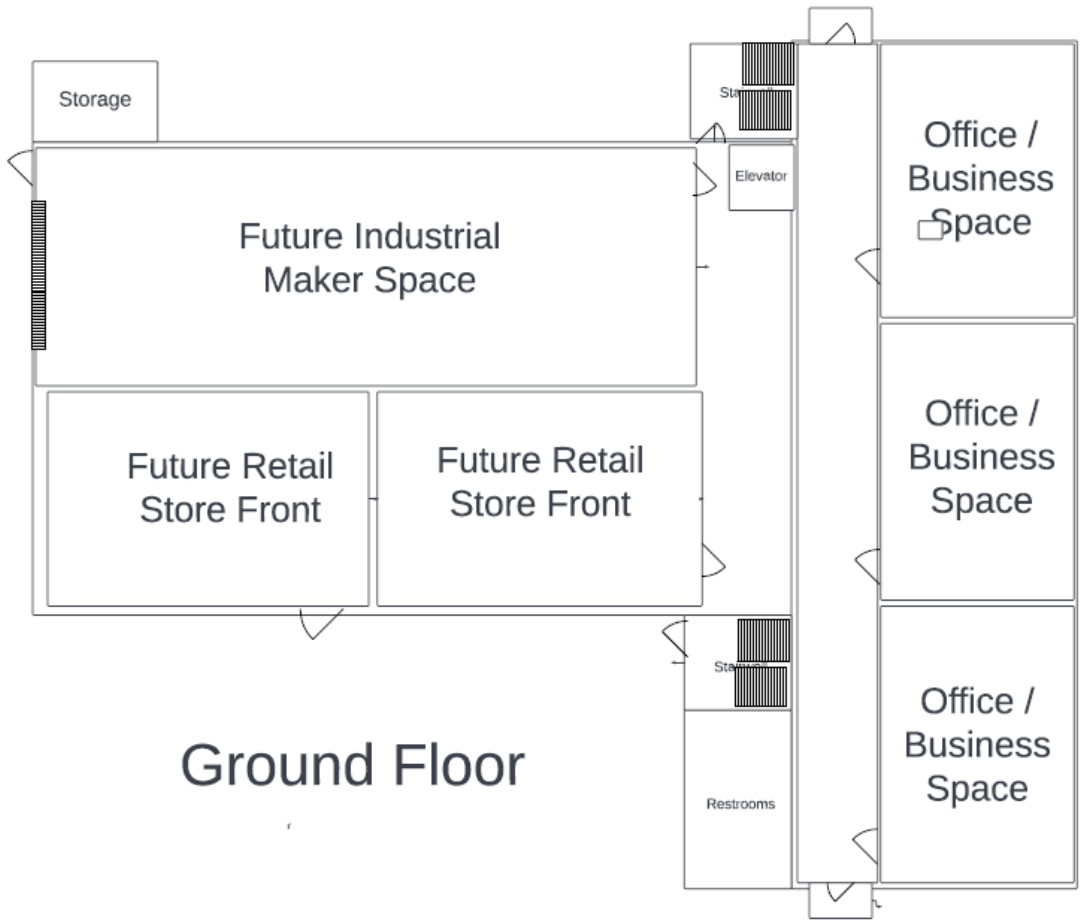 Storage
Office /
Business
Space
Elevator
Future Industrial
Maker Space
Future Retail
Store Front
Future Retail
Store Front
Office /
Business
Space
Ground Floor
Office /
Business
Space
Restrooms